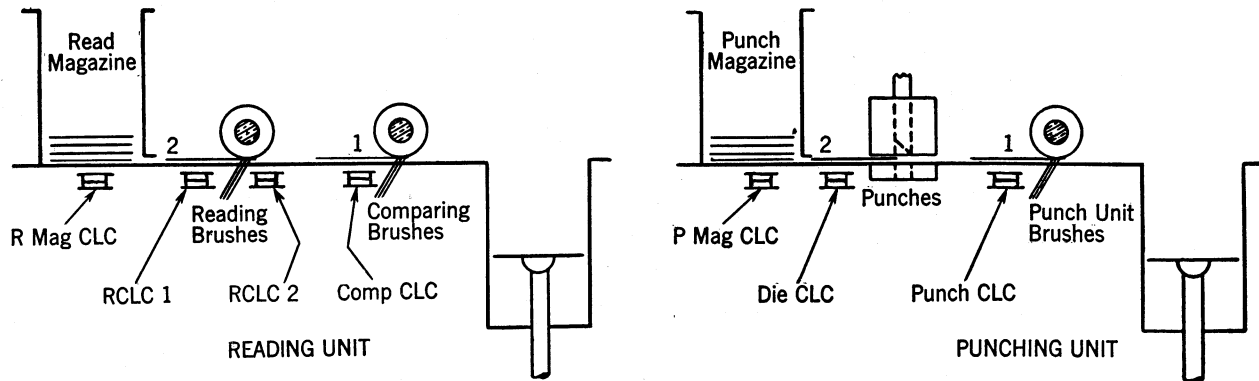 Read
Magazine
2
1
R Mag CLC
Reading
Brushes
Comparing
Brushes
RCLC 1
RCLC 2
Comp CLC
READING UNIT
Punch
Magazine
2
1
Punches
P Mag CLC
Punch Unit
Brushes
Die CLC
Punch CLC
PUNCHING UNIT